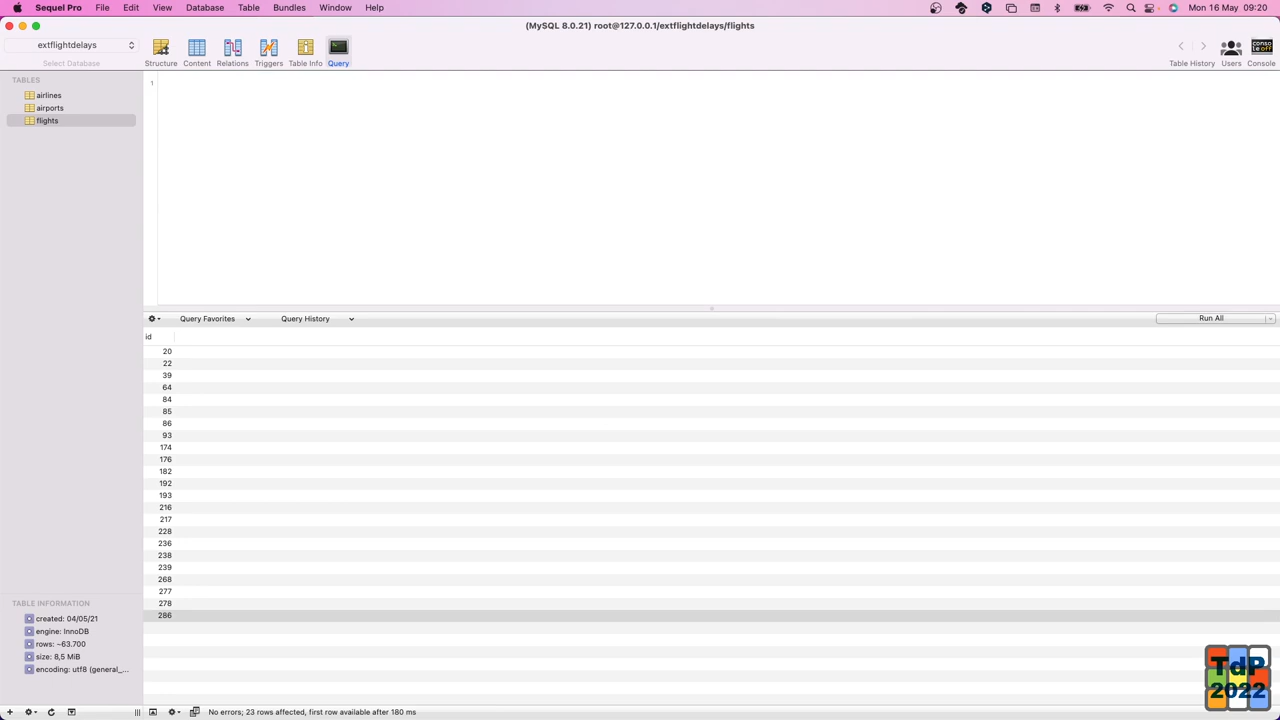 Sequel Pro File Edit View Database Table Bundles Window Help Mon 16 May 09:20
(MySQL 8.0.21) root@127.0.0.1/extflightdelays/flights
extflightdelays
Select Database Structure Content Relations Triggers Table Info Query Table History Users Console
console off
TABLES
airlines
airports
flights
1
Query Favorites Query History Run All
id
20
22
39
64
84
85
86
93
174
176
182
192
193
216
217
228
236
238
239
268
277
278
286
TABLE INFORMATION
created: 04/05/21
engine: InnoDB
rows: ~63.700
size: 8,5 MiB
encoding: utf8 (general_...
No errors; 23 rows affected, first row available after 180 ms
TdP
2022